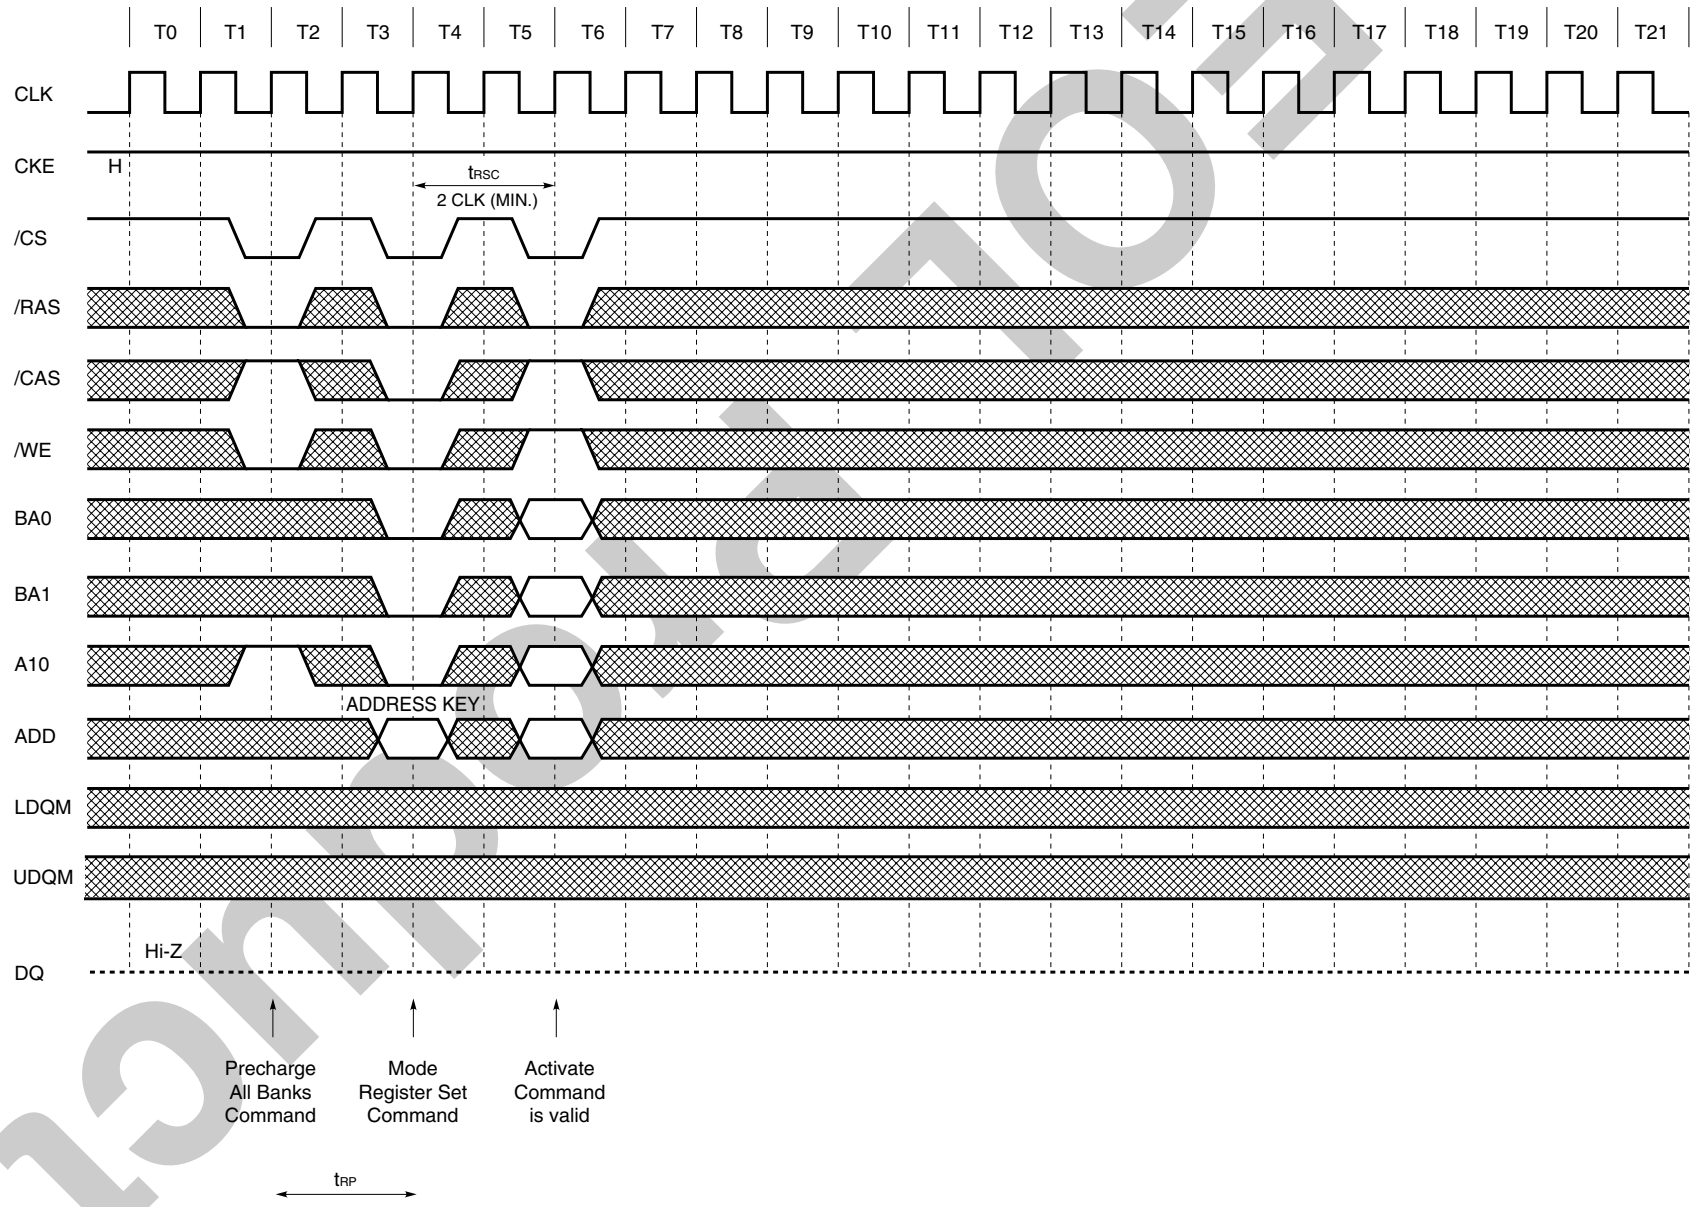 T0 T1 T2 T3 T4 T5 T6 T7 T8 T9 T10 T11 T12 T13 T14 T15 T16 T17 T18 T19 T20 T21
CLK
CKE H
tRSC
2 CLK (MIN.)
/CS
/RAS
/CAS
/WE
BA0
BA1
A10
ADDRESS KEY
ADD
LDQM
UDQM
Hi-Z
DQ
Precharge
All Banks
Command
Mode
Register Set
Command
Activate
Command
is valid
tRP
EOL Product